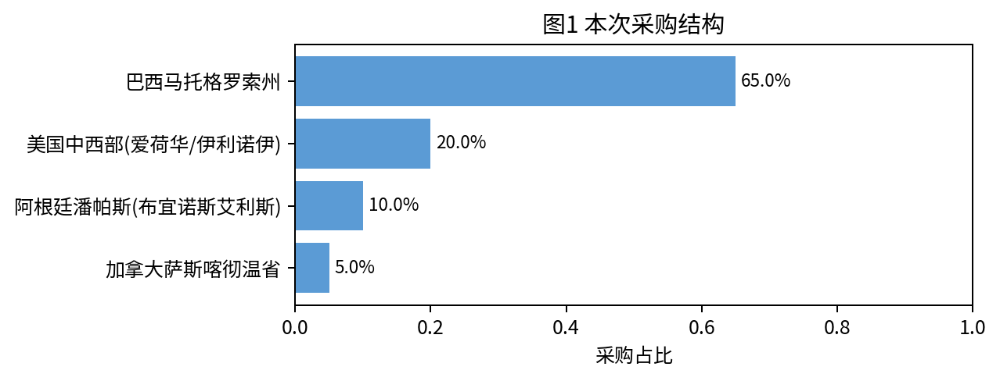 图1 本次采购结构
巴西马托格罗索州
65.0%
美国中西部(爱荷华/伊利诺伊)
20.0%
阿根廷潘帕斯(布宜诺斯艾利斯)
10.0%
加拿大萨斯喀彻温省
5.0%
0.0 0.2 0.4 0.6 0.8 1.0
采购占比